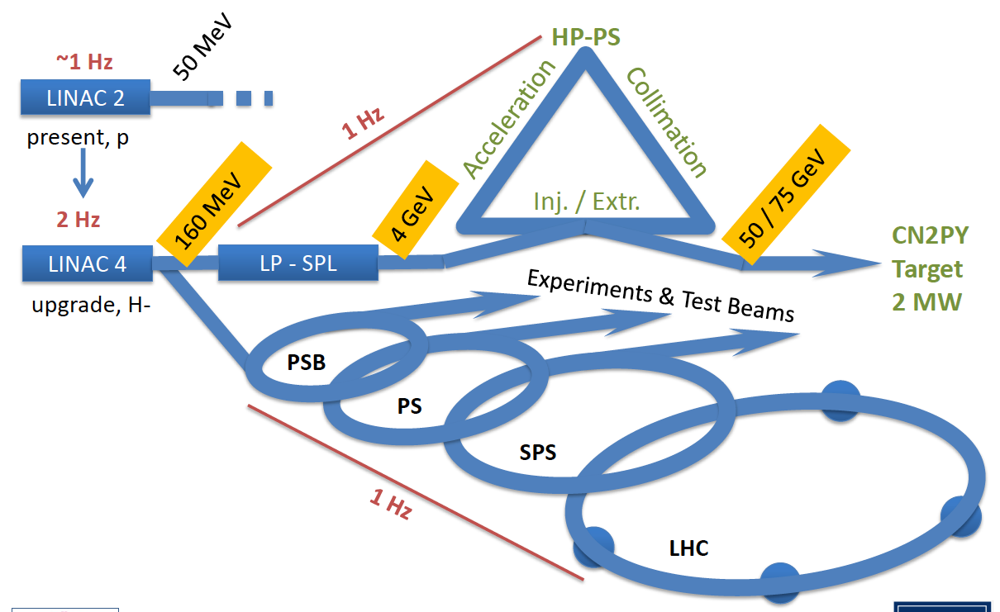 HP-PS
50 MeV
~1 Hz
LINAC 2
present, p
1 Hz
Acceleration
Collimation
Inj. / Extr.
2 Hz
160 MeV
4 GeV
50 / 75 GeV
LINAC 4
LP - SPL
upgrade, H-
CN2PY
Target
2 MW
Experiments & Test Beams
PSB
PS
SPS
1 Hz
LHC